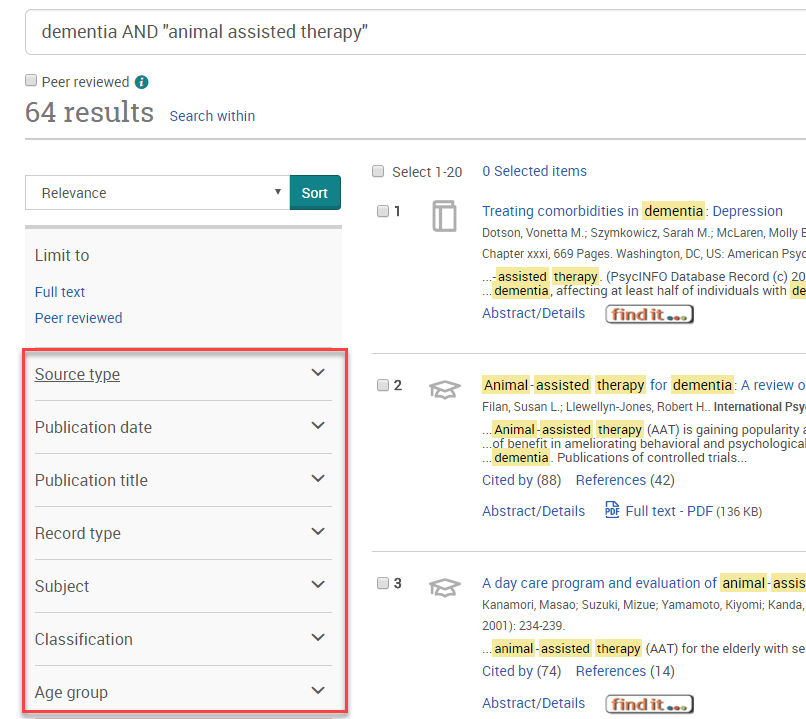 dementia AND "animal assisted therapy"
Peer reviewed
64 results Search within
Relevance Sort
Limit to
Full text
Peer reviewed
Source type
Publication date
Publication title
Record type
Subject
Classification
Age group
Select 1-20 0 Selected items
1 Treating comorbidities in dementia: Depression
Dotson, Vonetta M.; Szymkowicz, Sarah M.; McLaren, Molly
Chapter xxxi, 669 Pages. Washington, DC, US: American
...-assisted therapy. (PsycINFO Database Record (c) 20
...dementia, affecting at least half of individuals with de
Abstract/Details find it...
2 Animal-assisted therapy for dementia: A review o
Filan, Susan L.; Llewellyn-Jones, Robert H.. International Psy
...Animal-assisted therapy (AAT) is gaining popularity a
...of benefit in ameliorating behavioral and psychological
...dementia. Publications of controlled trials...
Cited by (88) References (42)
Abstract/Details PDF Full text - PDF (136 KB)
3 A day care program and evaluation of animal-assis
Kanamori, Masao; Suzuki, Mizue; Yamamoto, Kiyomi; Kanda,
2001): 234-239.
...animal-assisted therapy (AAT) for the elderly with se
Cited by (74) References (14)
Abstract/Details find it...